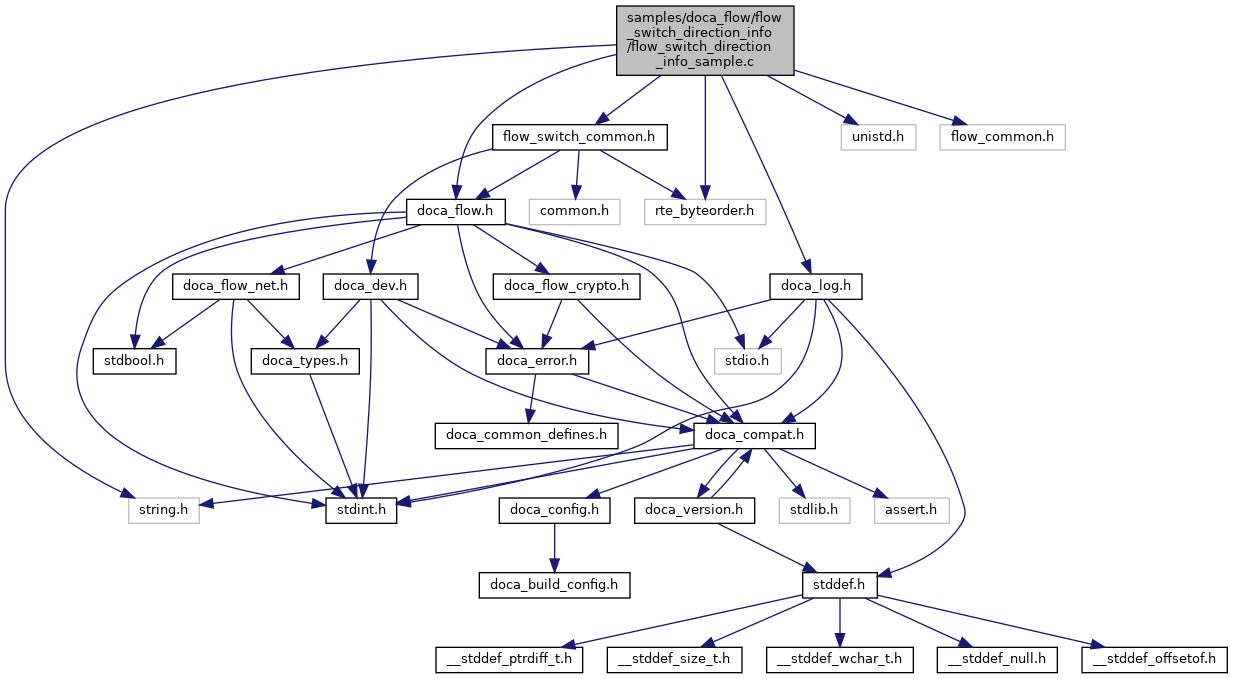 samples/doca_flow/flow
_switch_direction_info
/flow_switch_direction
_info_sample.c
flow_switch_common.h
unistd.h
flow_common.h
doca_flow.h
common.h
rte_byteorder.h
doca_flow_net.h
doca_dev.h
doca_flow_crypto.h
doca_log.h
stdbool.h
doca_types.h
doca_error.h
stdio.h
doca_common_defines.h
doca_compat.h
string.h
stdint.h
doca_config.h
doca_version.h
stdlib.h
assert.h
doca_build_config.h
stddef.h
__stddef_ptrdiff_t.h
__stddef_size_t.h
__stddef_wchar_t.h
__stddef_null.h
__stddef_offsetof.h